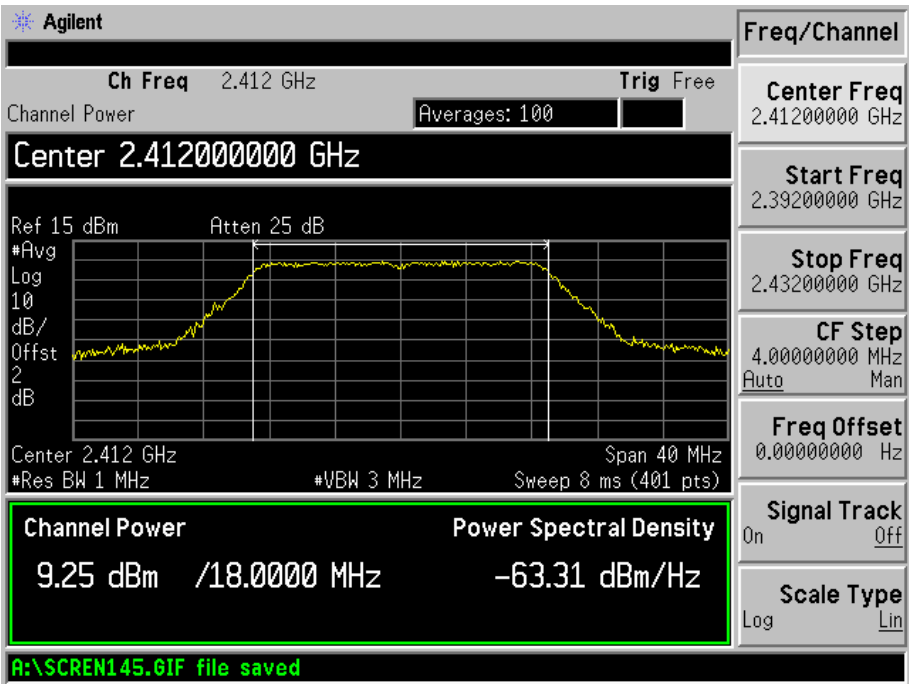 Agilent
Freq/Channel
Ch Freq 2.412 GHz Trig Free
Channel Power Averages: 100
Center 2.412000000 GHz
Ref 15 dBm Atten 25 dB
#Avg
Log
10
dB/
Offst
2
dB
Center 2.412 GHz Span 40 MHz
#Res BW 1 MHz #VBW 3 MHz Sweep 8 ms (401 pts)
Channel Power Power Spectral Density
9.25 dBm /18.0000 MHz -63.31 dBm/Hz
A:\SCREN145.GIF file saved
Center Freq
2.41200000 GHz
Start Freq
2.39200000 GHz
Stop Freq
2.43200000 GHz
CF Step
4.00000000 MHz
Auto Man
Freq Offset
0.00000000 Hz
Signal Track
On Off
Scale Type
Log Lin